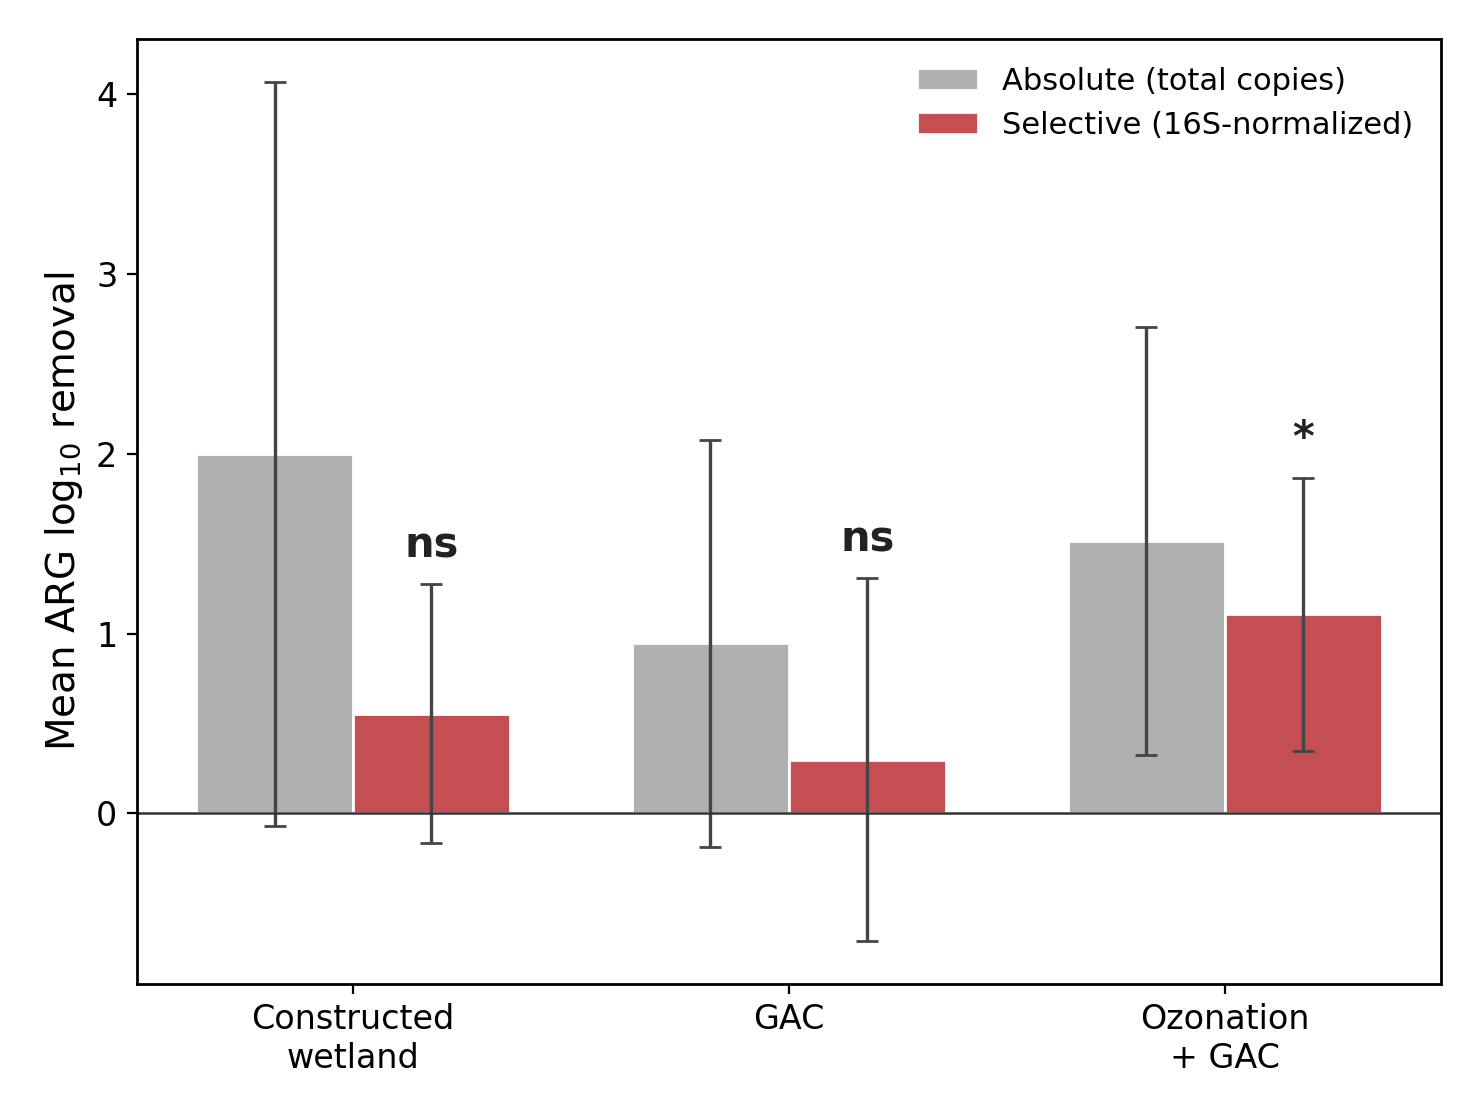 Absolute (total copies)
Selective (16S-normalized)
Mean ARG log₁₀ removal
4
3
2
1
0
ns
ns
*
Constructed
wetland
GAC
Ozonation
+ GAC